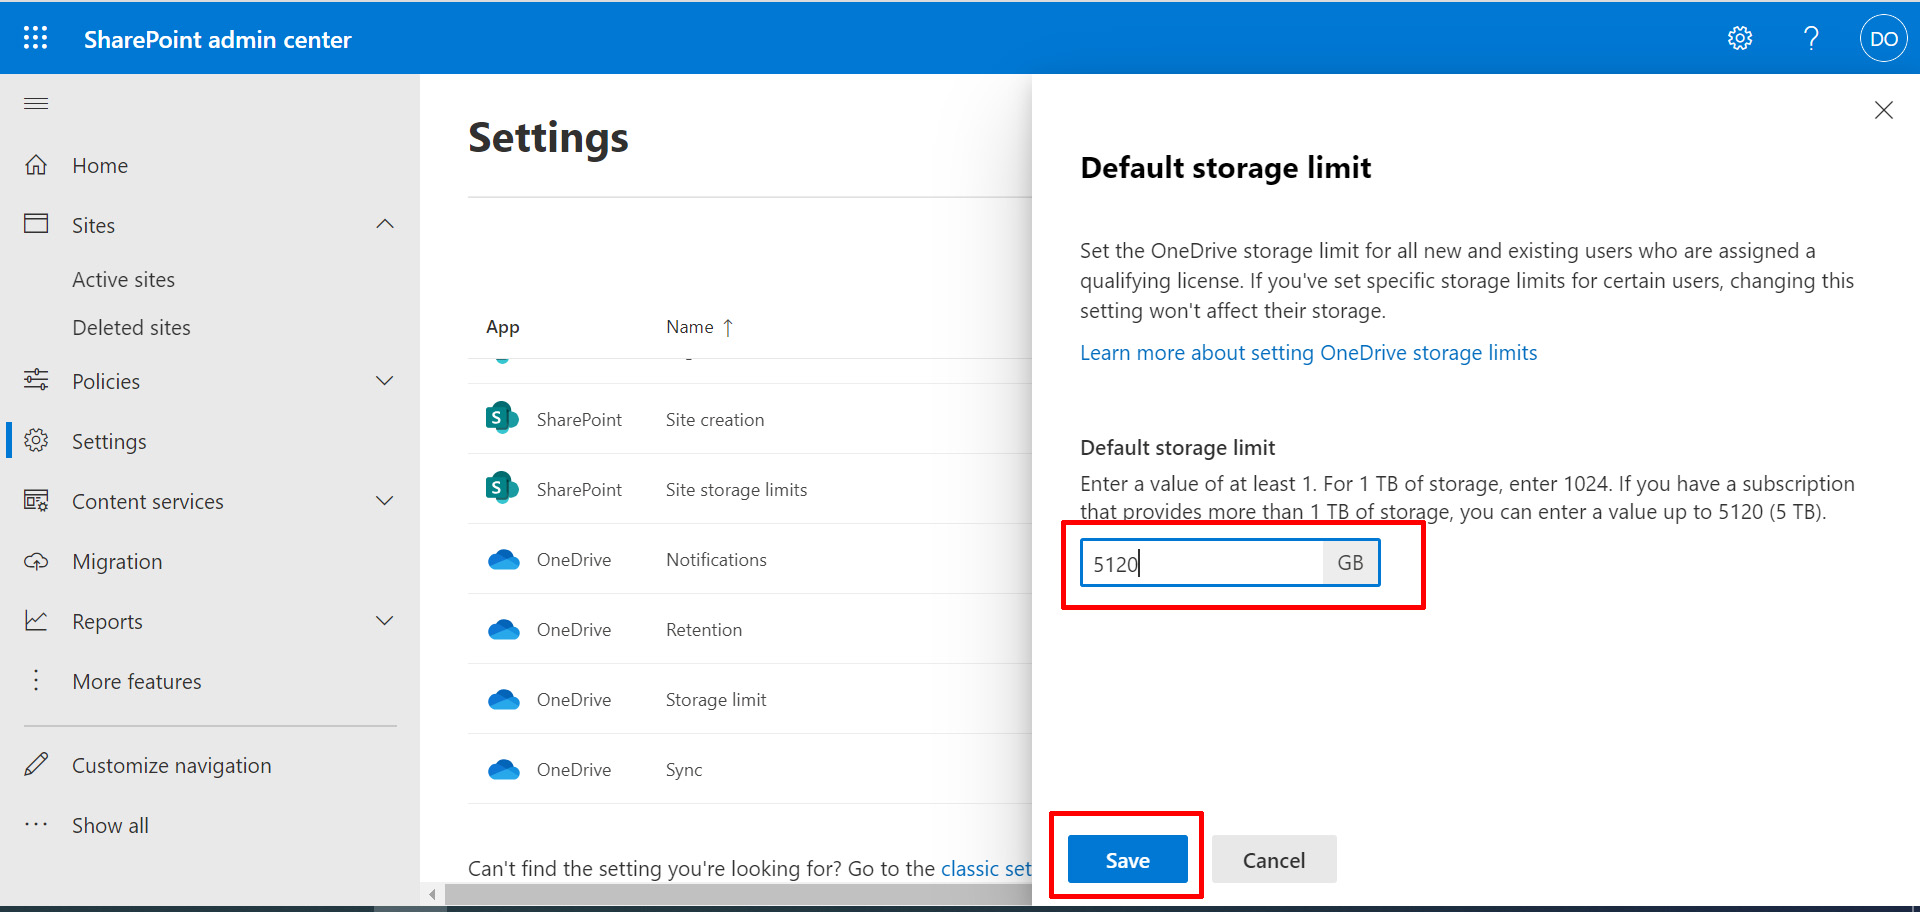 SharePoint admin center
?
DO
Home
Sites
Active sites
Deleted sites
Policies
Settings
Content services
Migration
Reports
More features
Customize navigation
Show all
Settings
App
Name ↑
S SharePoint Site creation
S SharePoint Site storage limits
OneDrive Notifications
OneDrive Retention
OneDrive Storage limit
OneDrive Sync
Can't find the setting you're looking for? Go to the classic set
Default storage limit
Set the OneDrive storage limit for all new and existing users who are assigned a
qualifying license. If you've set specific storage limits for certain users, changing this
setting won't affect their storage.
Learn more about setting OneDrive storage limits
Default storage limit
Enter a value of at least 1. For 1 TB of storage, enter 1024. If you have a subscription
that provides more than 1 TB of storage, you can enter a value up to 5120 (5 TB).
5120 GB
Save
Cancel